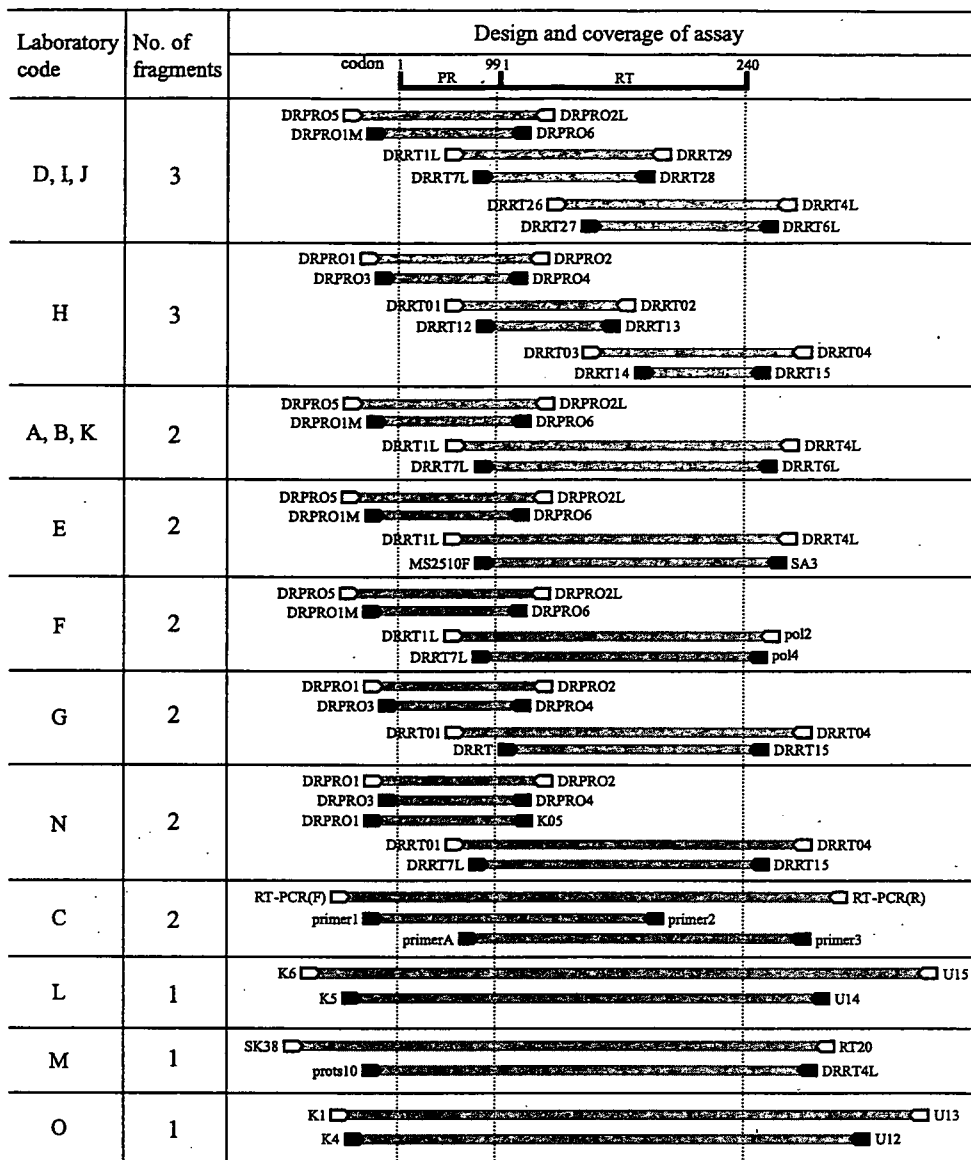 Laboratory code No. of fragments Design and coverage of assay
codon 1 99 1 240
PR RT
D, I, J 3
DRPRO5 DRPRO2L
DRPRO1M DRPRO6
DRRT1L DRRT29
DRRT7L DRRT28
DRRT26 DRRT4L
DRRT27 DRRT6L
H 3
DRPRO1 DRPRO2
DRPRO3 DRPRO4
DRRT01 DRRT02
DRRT12 DRRT13
DRRT03 DRRT04
DRRT14 DRRT15
A, B, K 2
DRPRO5 DRPRO2L
DRPRO1M DRPRO6
DRRT1L DRRT4L
DRRT7L DRRT6L
E 2
DRPRO5 DRPRO2L
DRPRO1M DRPRO6
DRRT1L DRRT4L
MS2510F SA3
F 2
DRPRO5 DRPRO2L
DRPRO1M DRPRO6
DRRT1L pol2
DRRT7L pol4
G 2
DRPRO1 DRPRO2
DRPRO3 DRPRO4
DRRT01 DRRT04
DRRT DRRT15
N 2
DRPRO1 DRPRO2
DRPRO3 DRPRO4
DRPRO1 K05
DRRT01 DRRT04
DRRT7L DRRT15
C 2
RT-PCR(F) RT-PCR(R)
primer1 primer2
primerA primer3
L 1
K6 U15
K5 U14
M 1
SK38 RT20
prots10 DRRT4L
O 1
K1 U13
K4 U12